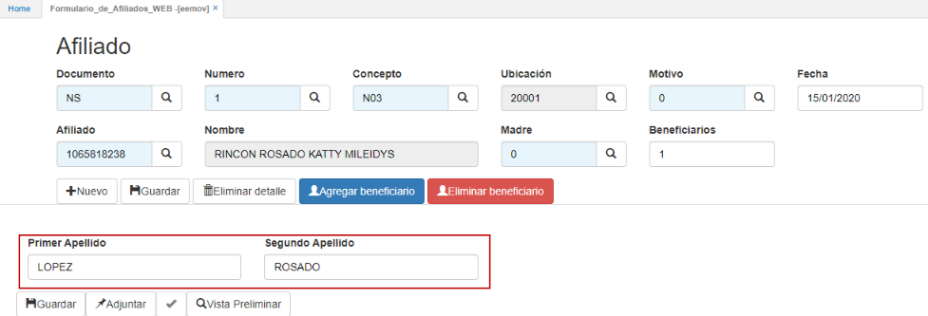 Home Formulario_de_Afiliados_WEB -[eernov] ×
Afiliado
Documento Numero Concepto Ubicación Motivo Fecha
NS 1 N03 20001 0 15/01/2020
Afiliado Nombre Madre Beneficiarios
1065818238 RINCON ROSADO KATTY MILEIDYS 0 1
Nuevo Guardar Eliminar detalle Agregar beneficiario Eliminar beneficiario
Primer Apellido Segundo Apellido
LOPEZ ROSADO
Guardar Adjuntar Vista Preliminar